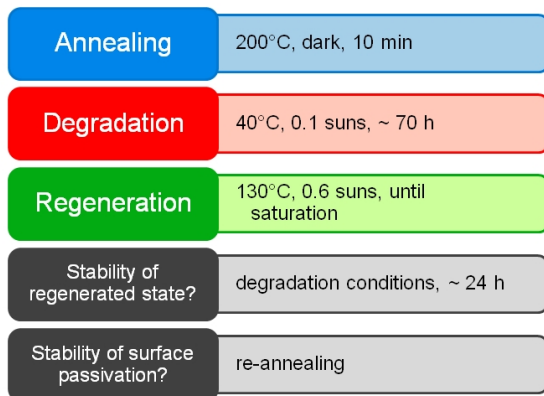 Annealing
200°C, dark, 10 min
Degradation
40°C, 0.1 suns, ~ 70 h
Regeneration
130°C, 0.6 suns, until
saturation
Stability of
regenerated state?
degradation conditions, ~ 24 h
Stability of surface
passivation?
re-annealing